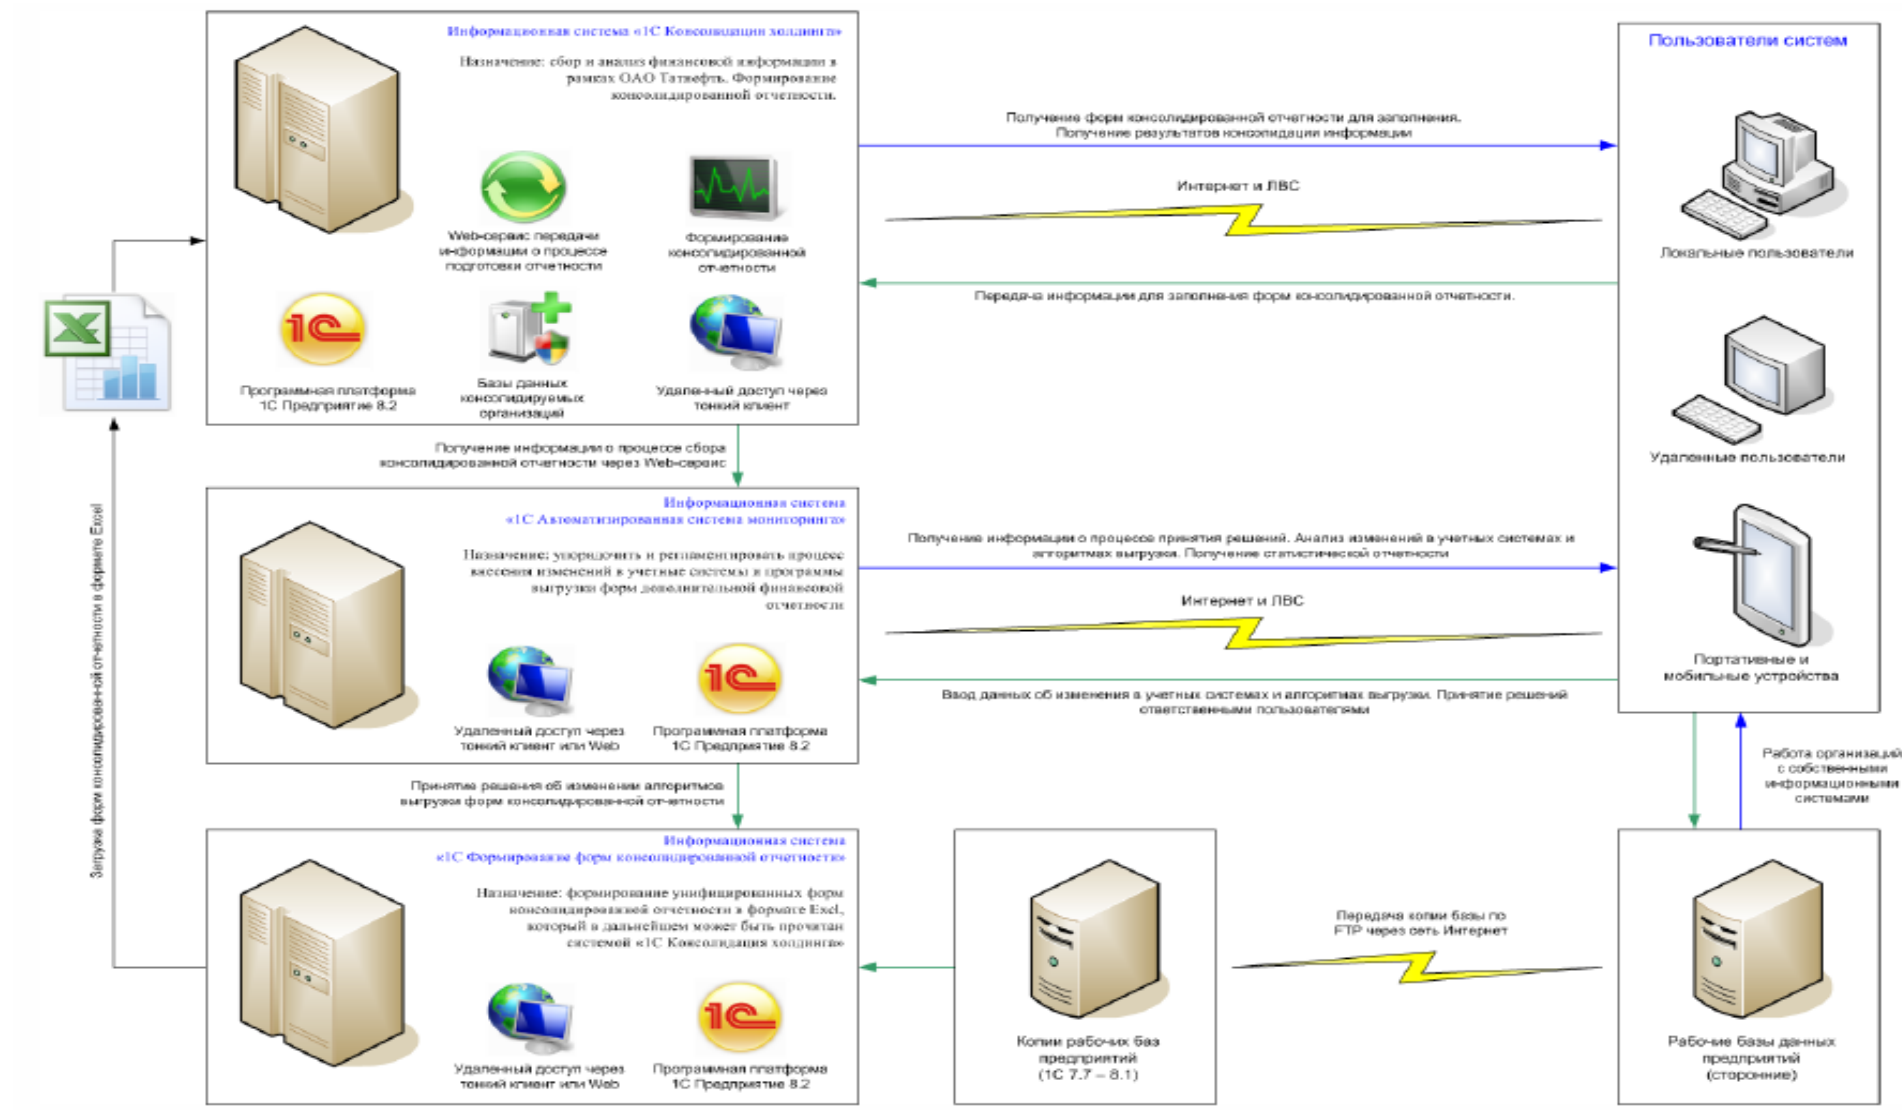 Информационная система «1С Консолидация холдинга»
Назначение: сбор и анализ финансовой информации в
рамках ОАО Татнефть. Формирование
консолидированной отчетности.
Web-сервис передачи
информации о процессе
подготовки отчетности
Формирование
консолидированной
отчетности
1С
Программная платформа
1С Предприятие 8.2
Базы данных
консолидируемых
организаций
Удаленный доступ через
тонкий клиент
Получение форм консолидированной отчетности для заполнения.
Получение результатов консолидации информации
Интернет и ЛВС
Передача информации для заполнения форм консолидированной отчетности.
Пользователи систем
Локальные пользователи
Удаленные пользователи
Портативные и
мобильные устройства
Получение информации о процессе сбора
консолидированной отчетности через Web-сервис
Информационная система
«1С Автоматизированная система мониторинга»
Назначение: упорядочить и регламентировать процесс
внесения изменений в учетные системы и программы
выгрузки форм дополнительной финансовой
отчетности
1С
Удаленный доступ через
тонкий клиент или Web
Программная платформа
1С Предприятие 8.2
Получение информации о процессе принятия решений. Анализ изменений в учетных системах и
алгоритмах выгрузки. Получение статистической отчетности
Интернет и ЛВС
Ввод данных об изменения в учетных системах и алгоритмах выгрузки. Принятие решений
ответственными пользователями
Работа организаций
с собственными
информационными
системами
Принятие решения об изменении алгоритмов
выгрузки форм консолидированной отчетности
Информационная система
«1С Формирование форм консолидированной отчетности»
Назначение: формирование унифицированных форм
консолидированной отчетности в формате Excel,
который в дальнейшем может быть прочитан
системой «1С Консолидация холдинга»
1С
Удаленный доступ через
тонкий клиент или Web
Программная платформа
1С Предприятие 8.2
Копии рабочих баз
предприятий
(1С 7.7 – 8.1)
Передача копии базы по
FTP через сеть Интернет
Рабочие базы данных
предприятий
(сторонние)
Загрузка форм консолидированной отчетности в формате Excel